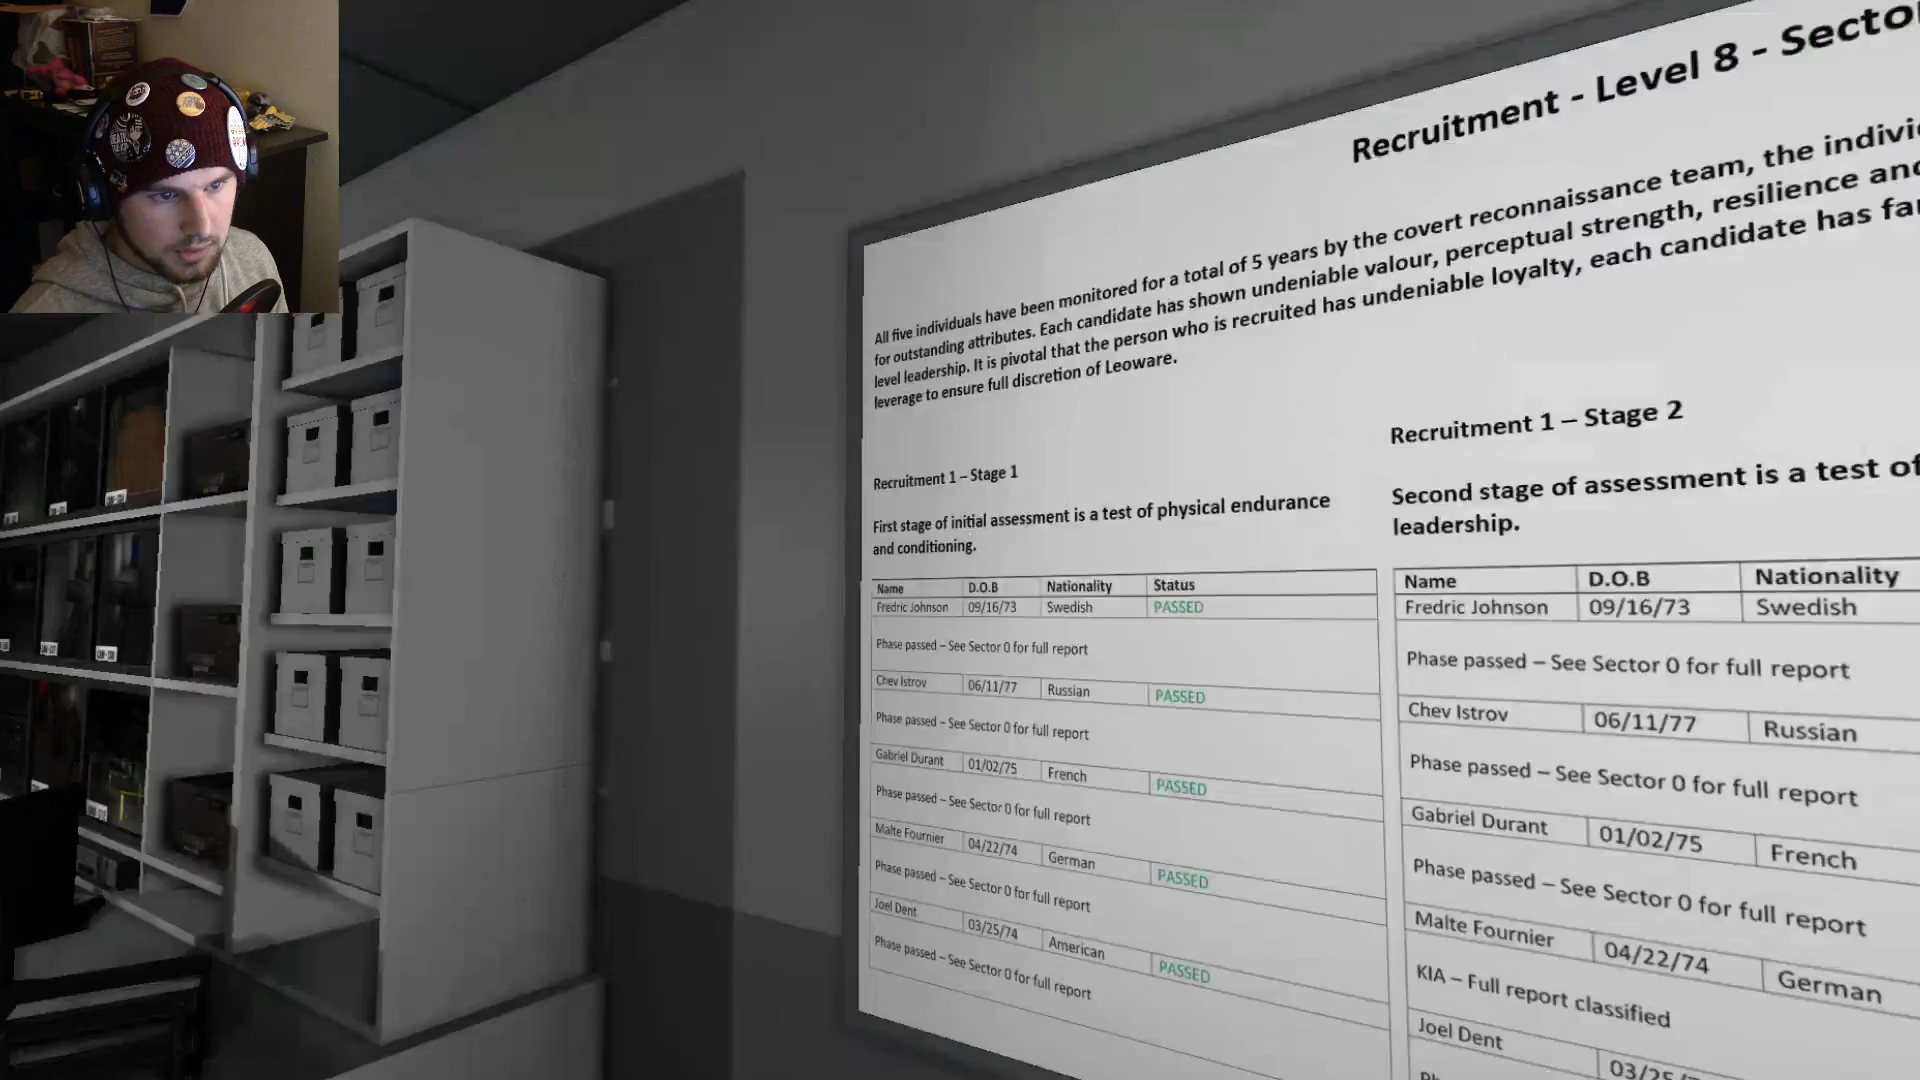 Recruitment - Level 8 -
All five individuals have been monitored for a total of 5 years by the covert reconnaissance team, the
for outstanding attributes. Each candidate has shown undeniable valour, perceptual strength, resilience
level leadership. It is pivotal that the person who is recruited has undeniable loyalty, each candidate has
leverage to ensure full discretion of Leoware.
Recruitment 1 – Stage 1
First stage of initial assessment is a test of physical endurance
and conditioning.
Name D.O.B Nationality Status
Fredric Johnson 09/16/73 Swedish PASSED
Phase passed – See Sector 0 for full report
Chev Istrov 06/11/77 Russian PASSED
Phase passed – See Sector 0 for full report
Gabriel Durant 01/02/75 French PASSED
Phase passed – See Sector 0 for full report
Malte Fournier 04/22/74 German PASSED
Phase passed – See Sector 0 for full report
Joel Dent 03/25/74 American PASSED
Phase passed – See Sector 0 for full report
Recruitment 1 – Stage 2
Second stage of assessment is a test of
leadership.
Name D.O.B Nationality
Fredric Johnson 09/16/73 Swedish
Phase passed – See Sector 0 for full report
Chev Istrov 06/11/77 Russian
Phase passed – See Sector 0 for full report
Gabriel Durant 01/02/75 French
Phase passed – See Sector 0 for full report
Malte Fournier 04/22/74 German
KIA – Full report classified
Joel Dent